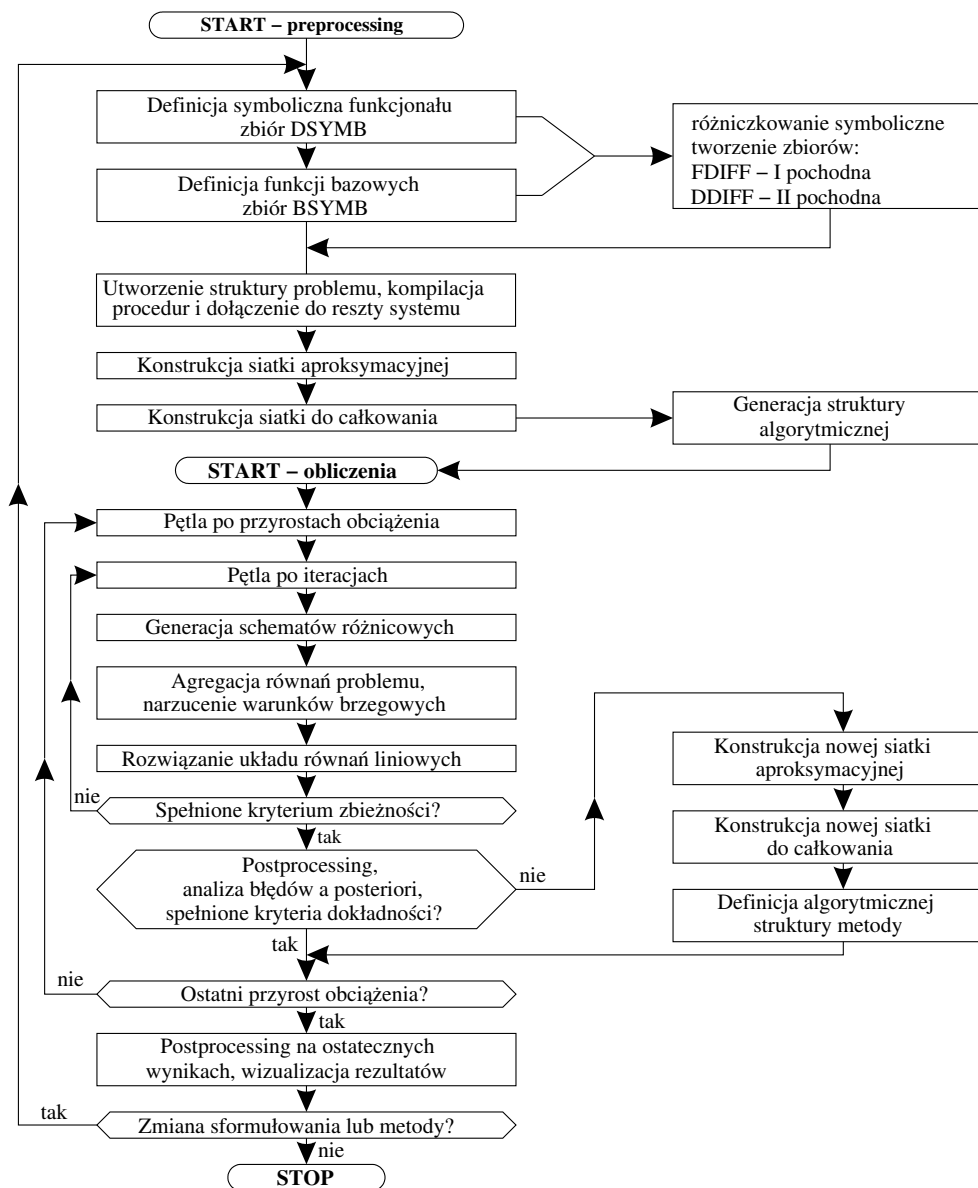 START – preprocessing
Definicja symboliczna funkcjonału
zbiór DSYMB
Definicja funkcji bazowych
zbiór BSYMB
różniczkowanie symboliczne
tworzenie zbiorów:
FDIFF – I pochodna
DDIFF – II pochodna
Utworzenie struktury problemu, kompilacja
procedur i dołączenie do reszty systemu
Konstrukcja siatki aproksymacyjnej
Konstrukcja siatki do całkowania
Generacja struktury
algorytmicznej
START – obliczenia
Pętla po przyrostach obciążenia
Pętla po iteracjach
Generacja schematów różnicowych
Agregacja równań problemu,
narzucenie warunków brzegowych
Rozwiązanie układu równań liniowych
nie
Spełnione kryterium zbieżności?
tak
Postprocessing,
analiza błędów a posteriori,
spełnione kryteria dokładności?
nie
tak
Konstrukcja nowej siatki
aproksymacyjnej
Konstrukcja nowej siatki
do całkowania
Definicja algorytmicznej
struktury metody
nie
Ostatni przyrost obciążenia?
tak
Postprocessing na ostatecznych
wynikach, wizualizacja rezultatów
tak
Zmiana sformułowania lub metody?
nie
STOP